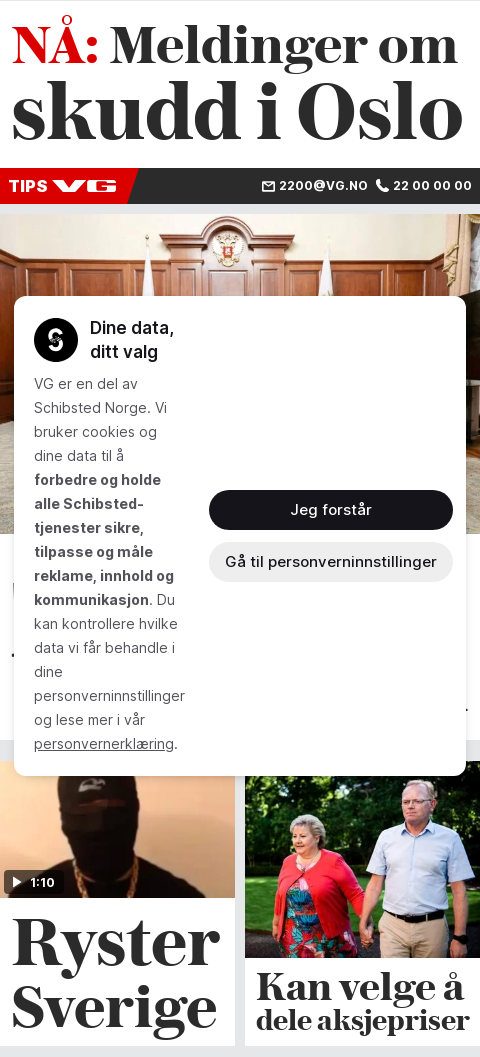 NÅ: Meldinger om
skudd i Oslo
TIPS VG
2200@VG.NO 22 00 00 00
Dine data,
ditt valg
VG er en del av
Schibsted Norge. Vi
bruker cookies og
dine data til å
forbedre og holde
alle Schibsted-
tjenester sikre,
tilpasse og måle
reklame, innhold og
kommunikasjon. Du
kan kontrollere hvilke
data vi får behandle i
dine
personverninnstillinger
og lese mer i vår
personvernerklæring.
Jeg forstår
Gå til personverninnstillinger
1:10
Ryster
Sverige
Kan velge å
dele aksjepriser